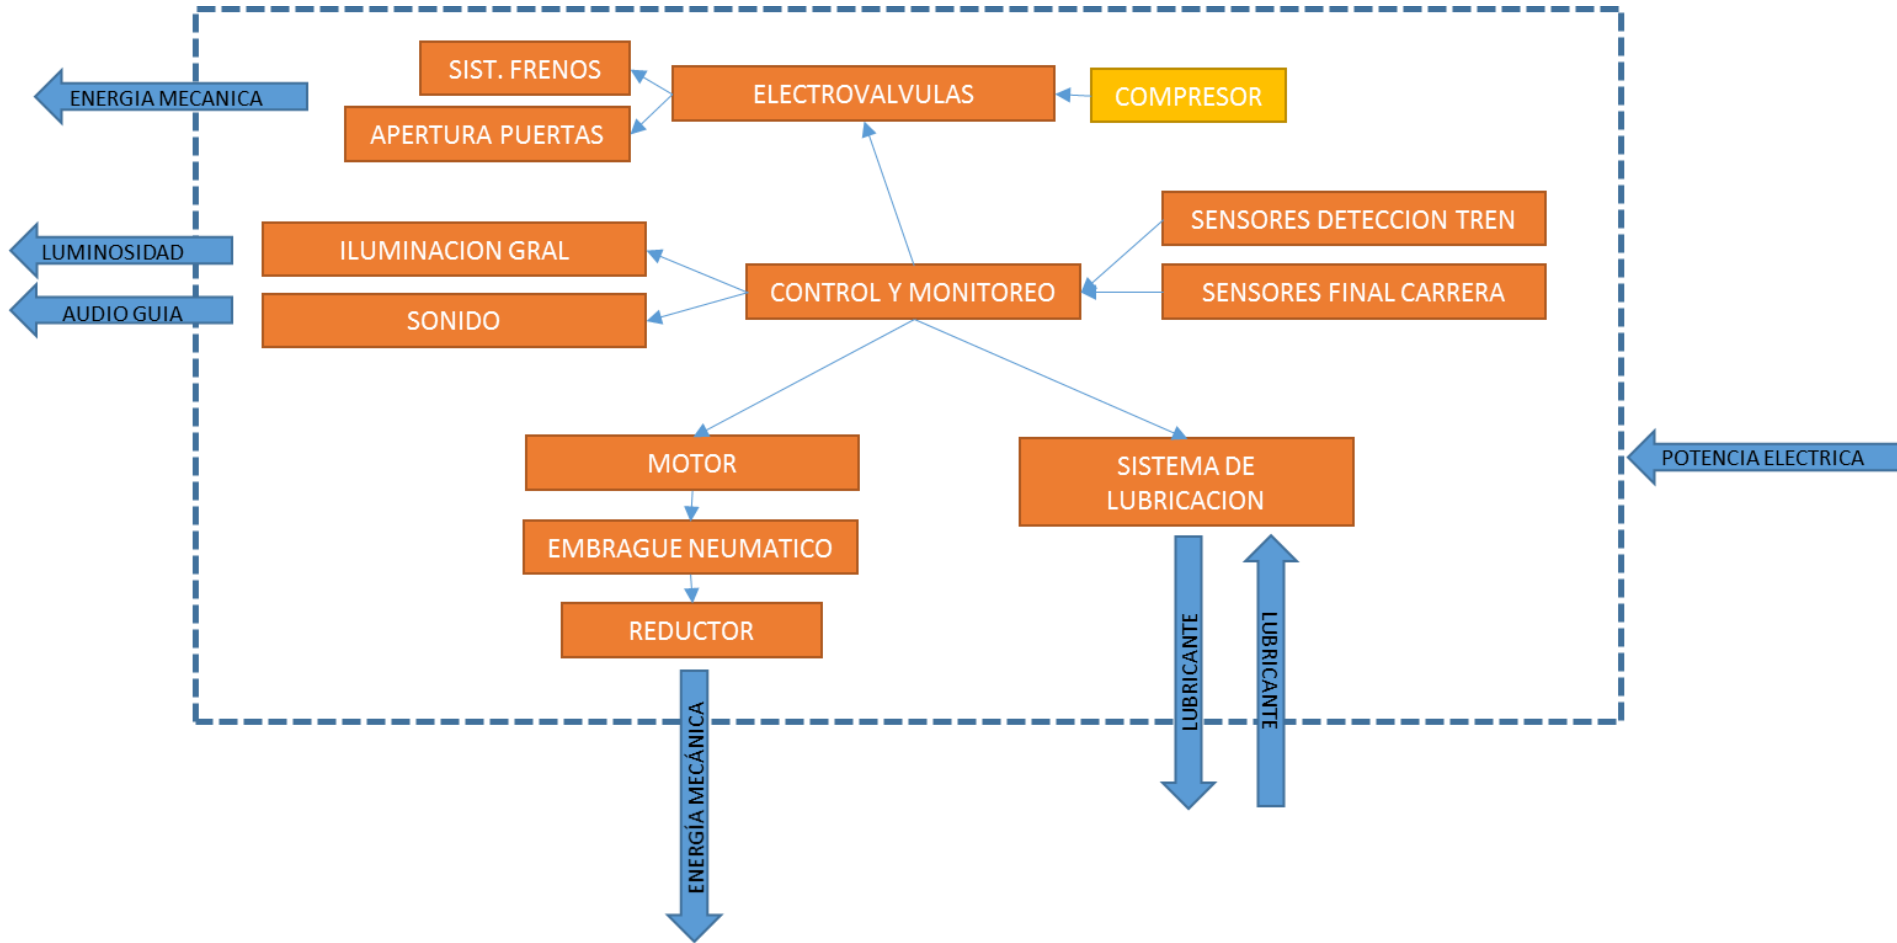 SIST. FRENOS
ELECTROVALVULAS
COMPRESOR
ENERGIA MECANICA
APERTURA PUERTAS
SENSORES DETECCION TREN
ILUMINACION GRAL
LUMINOSIDAD
CONTROL Y MONITOREO
SENSORES FINAL CARRERA
AUDIO GUIA
SONIDO
MOTOR
SISTEMA DE
LUBRICACION
POTENCIA ELECTRICA
EMBRAGUE NEUMATICO
REDUCTOR
LUBRICANTE
LUBRICANTE
ENERGÍA MECÁNICA